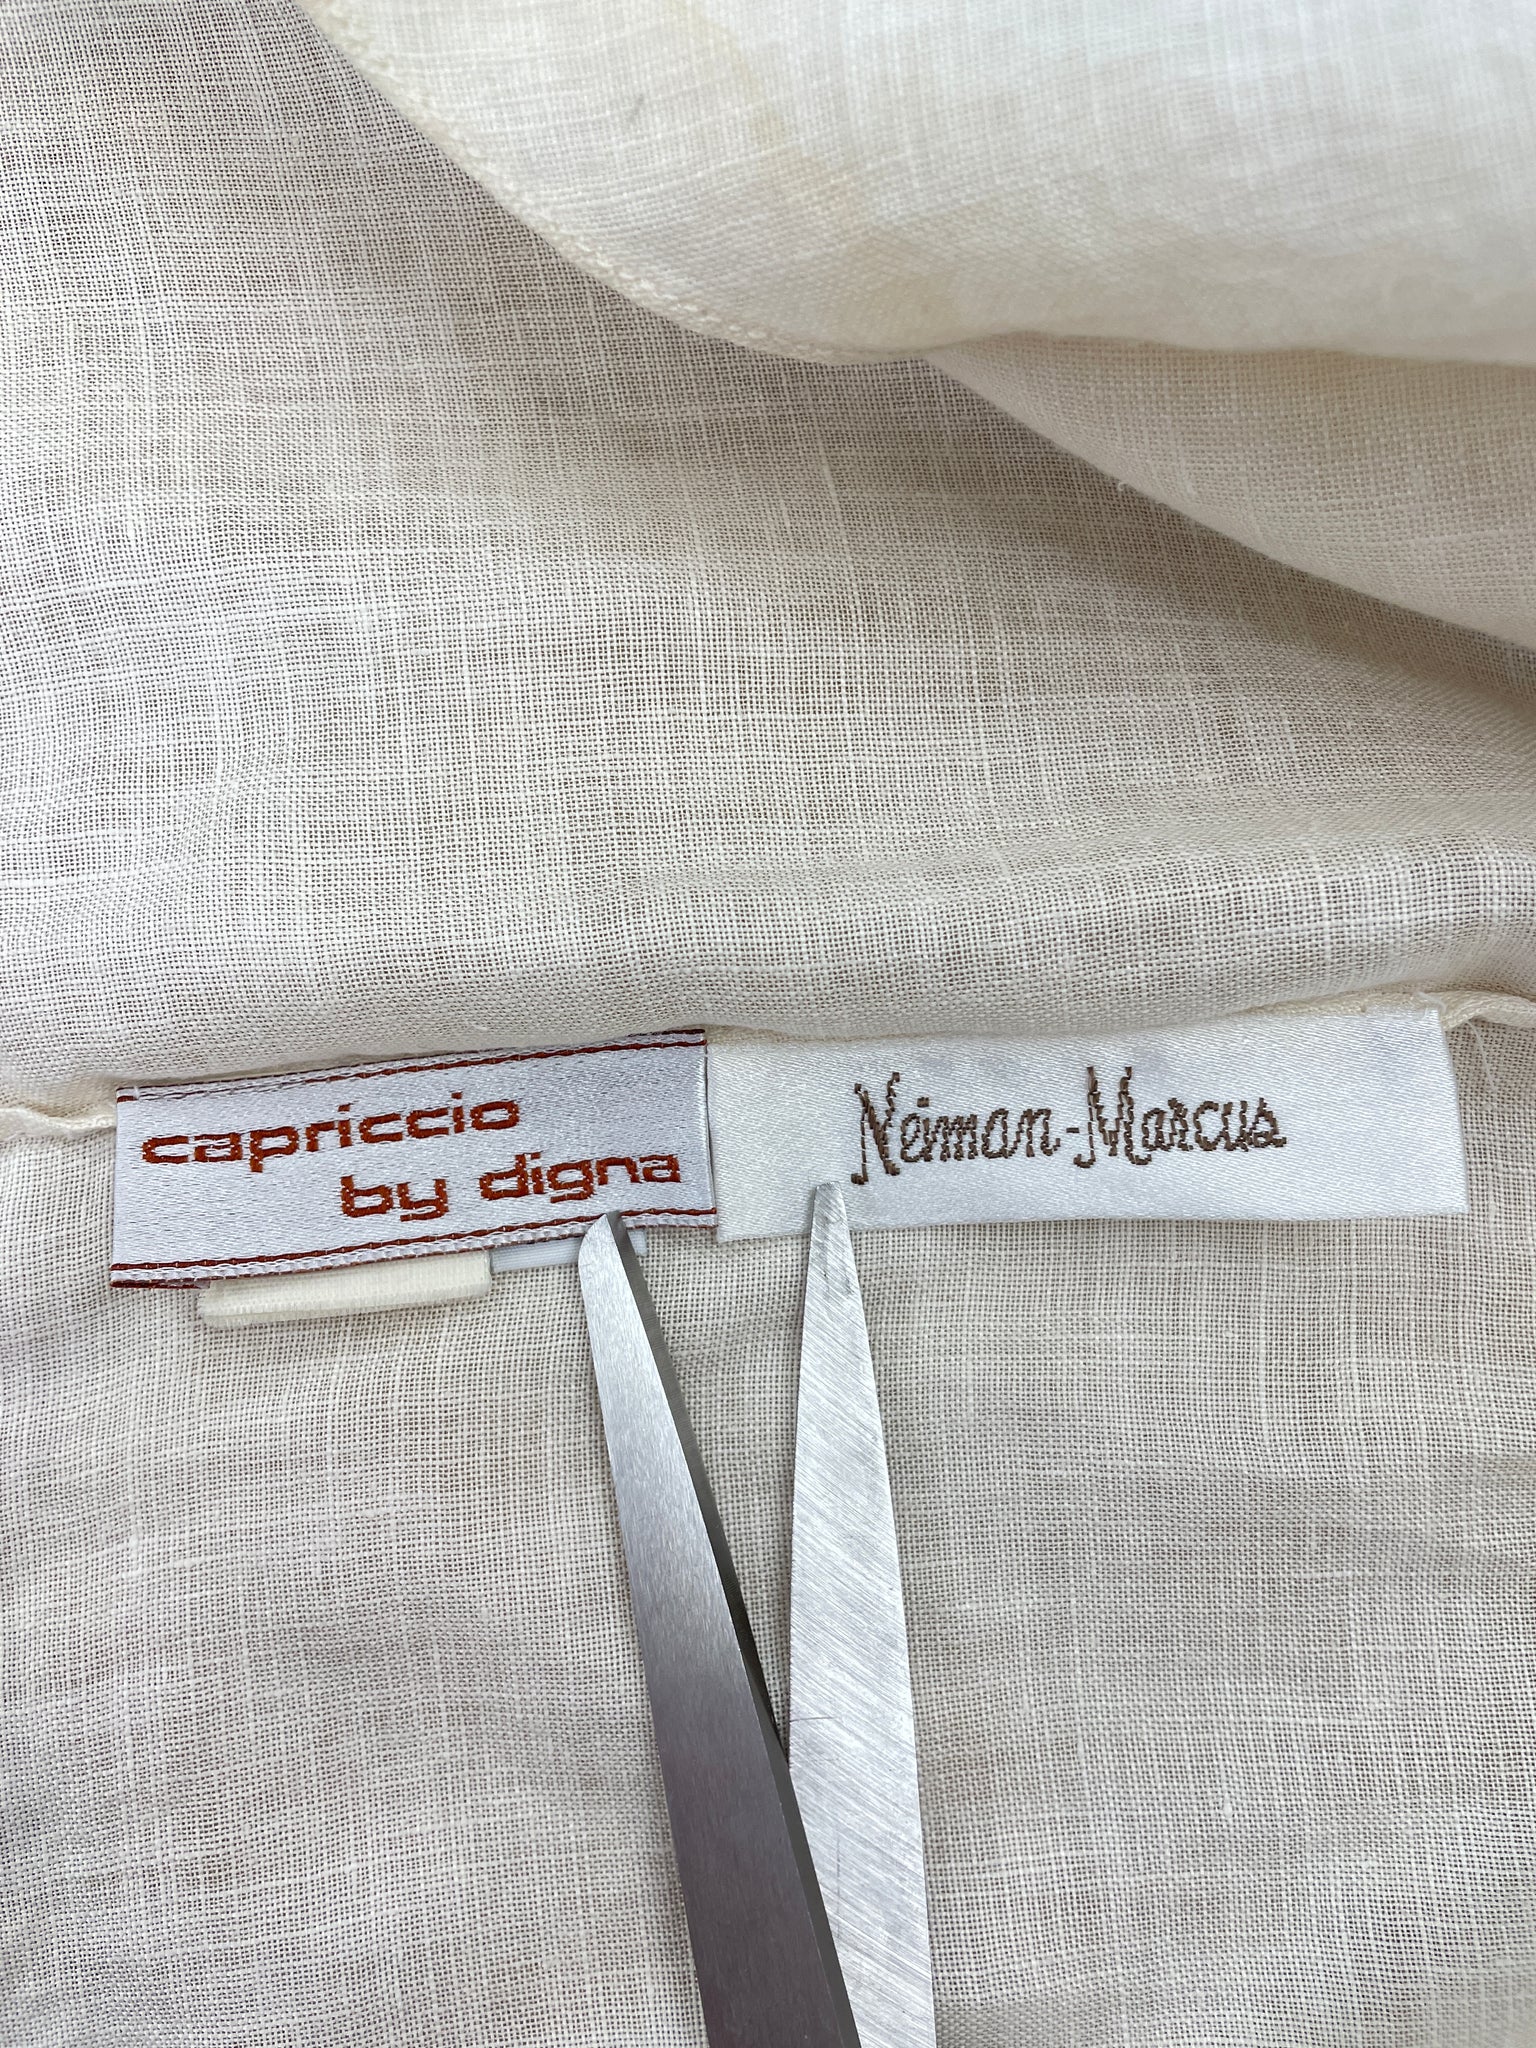 capriccio
by digna
Neiman-Marcus